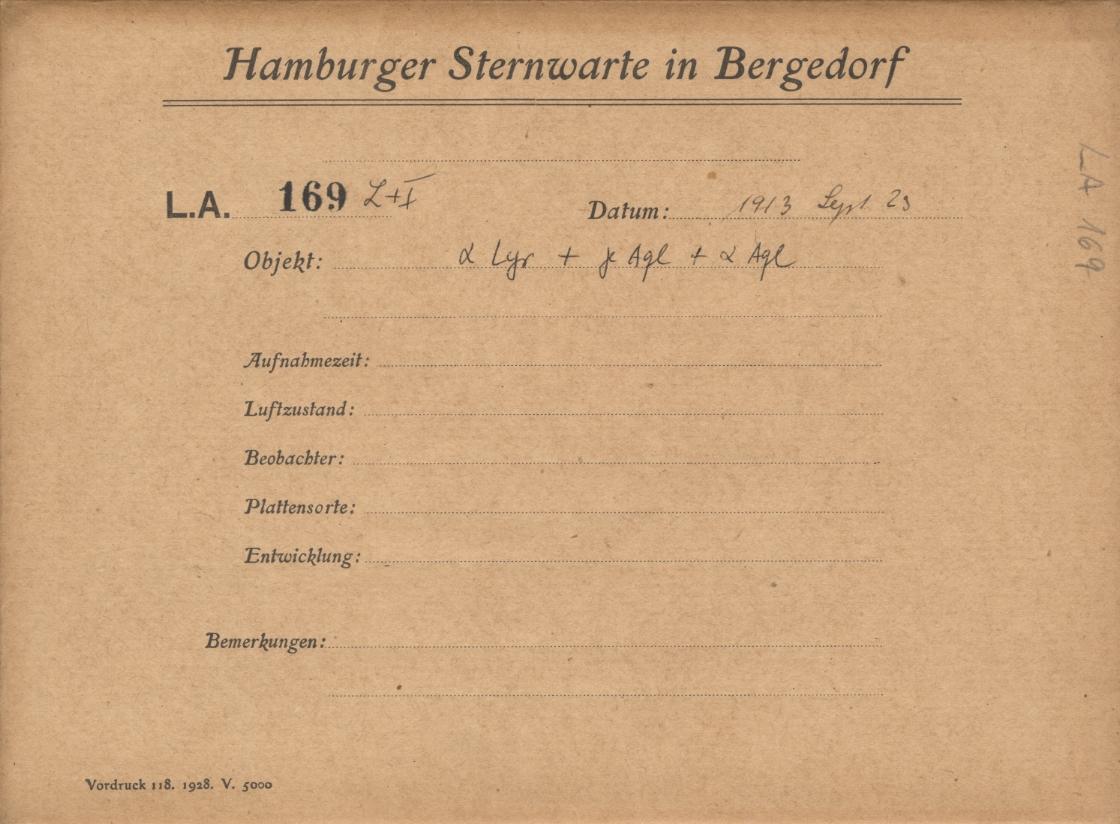 Hamburger Sternwarte in Bergedorf
L.A. 169 L+I Datum: 1913 Sept. 23
Objekt: α Lyr + γ Aql + α Aql
Aufnahmezeit:
Luftzustand:
Beobachter:
Plattensorte:
Entwicklung:
Bemerkungen:
Vordruck 118. 1928. V. 5000
LA 169